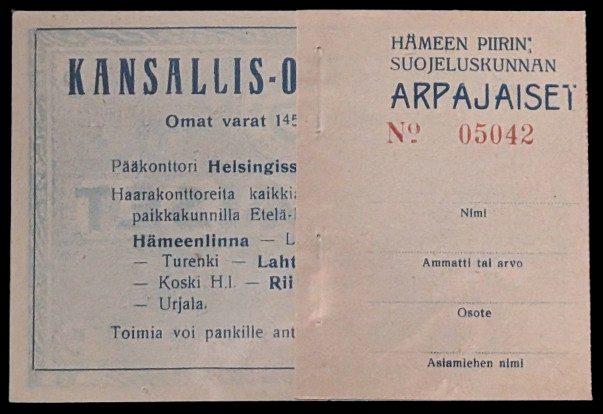 KANSALLIS-O
Omat varat 145
Pääkonttori Helsingiss
Haarakonttoreita kaikki
paikkakunnilla Etelä-
Hämeenlinna — L
— Turenki — Laht
— Koski H.l. — Rii
— Urjala.
Toimia voi pankille ant
HÄMEEN PIIRIN
SUOJELUSKUNNAN
ARPAJAISET
Nº 05042
Nimi
Ammatti tai arvo
Osote
Asiamiehen nimi